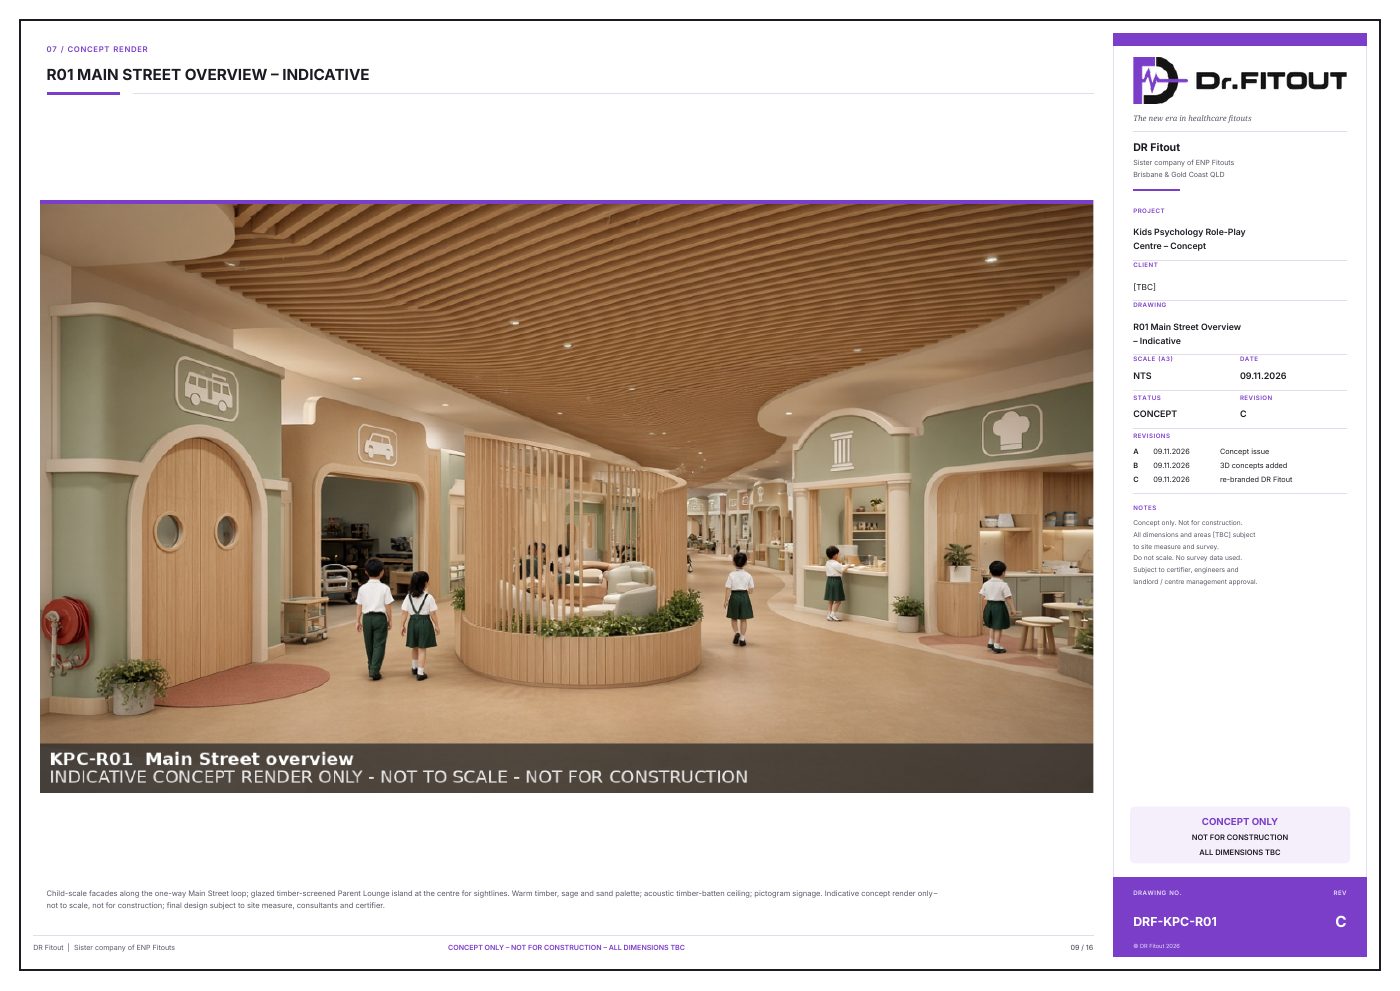 07 / CONCEPT RENDER
R01 MAIN STREET OVERVIEW – INDICATIVE
KPC-R01 Main Street overview
INDICATIVE CONCEPT RENDER ONLY - NOT TO SCALE - NOT FOR CONSTRUCTION
Child-scale facades along the one-way Main Street loop; glazed timber-screened Parent Lounge island at the centre for sightlines. Warm timber, sage and sand palette; acoustic timber-batten ceiling; pictogram signage. Indicative concept render only –
not to scale, not for construction; final design subject to site measure, consultants and certifier.
DR Fitout | Sister company of ENP Fitouts
CONCEPT ONLY – NOT FOR CONSTRUCTION – ALL DIMENSIONS TBC
09 / 16
Dr.FITOUT
The new era in healthcare fitouts
DR Fitout
Sister company of ENP Fitouts
Brisbane & Gold Coast QLD
PROJECT
Kids Psychology Role-Play
Centre – Concept
CLIENT
[TBC]
DRAWING
R01 Main Street Overview
– Indicative
SCALE (A3) DATE
NTS 09.11.2026
STATUS REVISION
CONCEPT C
REVISIONS
A 09.11.2026 Concept issue
B 09.11.2026 3D concepts added
C 09.11.2026 re-branded DR Fitout
NOTES
Concept only. Not for construction.
All dimensions and areas [TBC] subject
to site measure and survey.
Do not scale. No survey data used.
Subject to certifier, engineers and
landlord / centre management approval.
CONCEPT ONLY
NOT FOR CONSTRUCTION
ALL DIMENSIONS TBC
DRAWING NO. REV
DRF-KPC-R01 C
© DR Fitout 2026